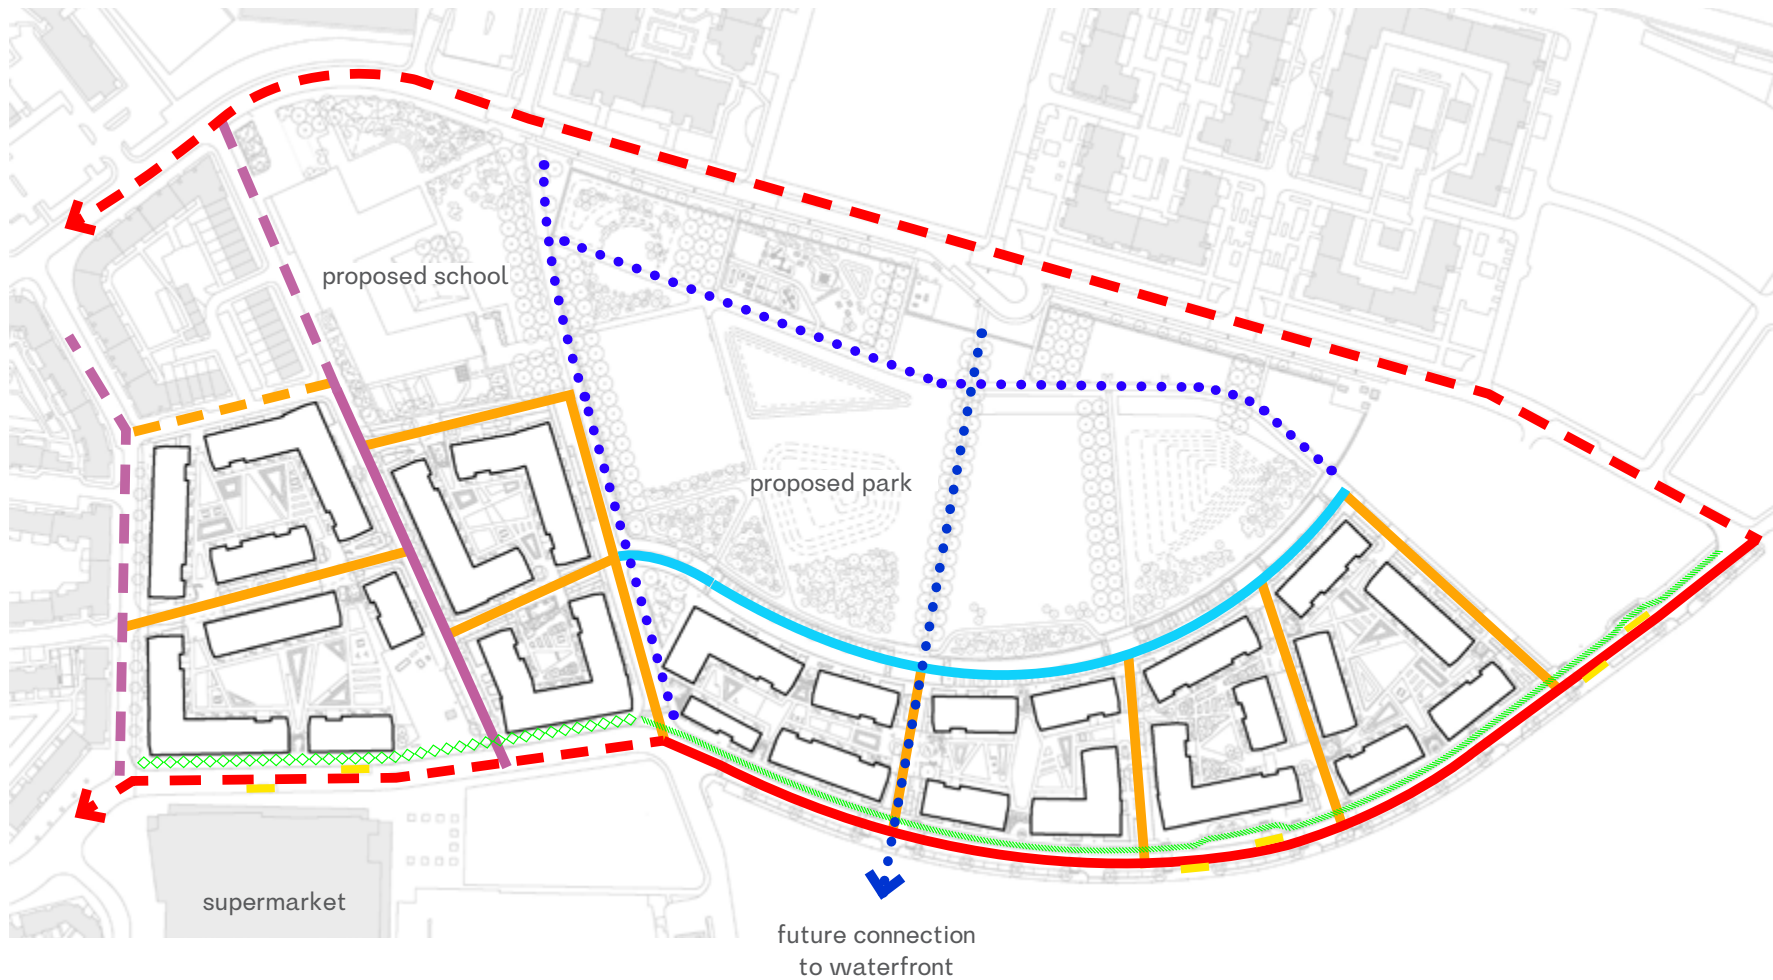 proposed school
proposed park
supermarket
future connection
to waterfront